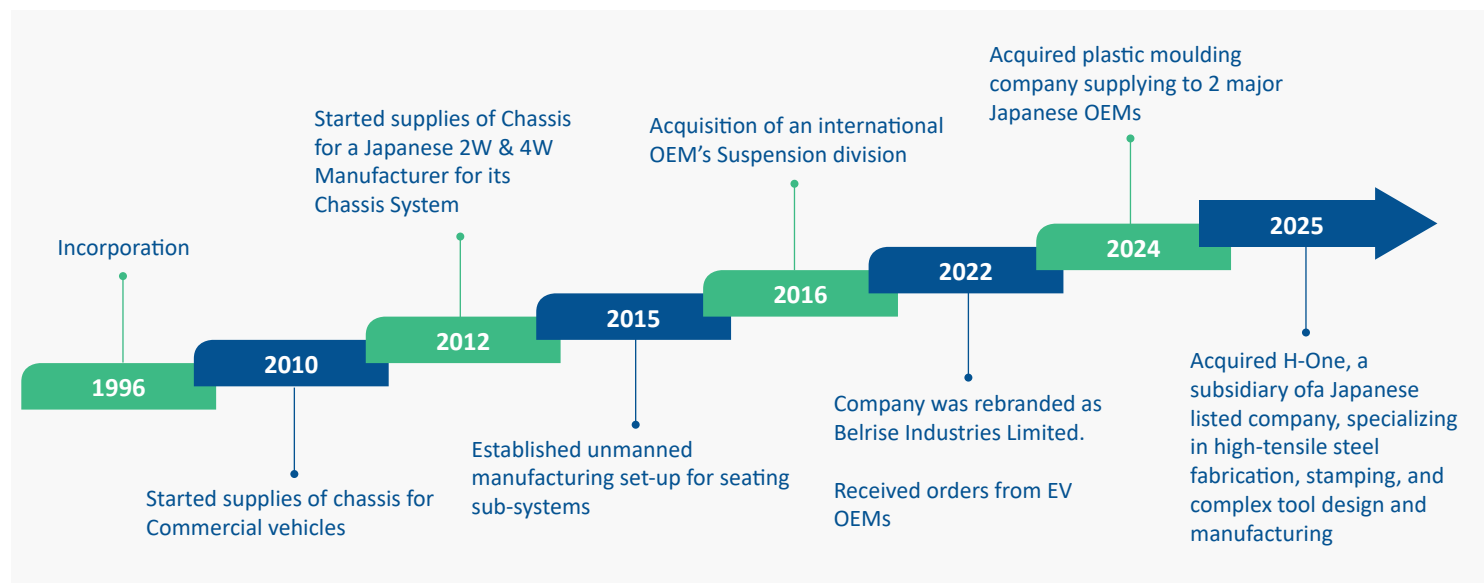 Incorporation
1996
2010
Started supplies of chassis for
Commercial vehicles
Started supplies of Chassis
for a Japanese 2W & 4W
Manufacturer for its
Chassis System
2012
2015
Established unmanned
manufacturing set-up for seating
sub-systems
Acquisition of an international
OEM’s Suspension division
2016
2022
Company was rebranded as
Belrise Industries Limited.
Received orders from EV
OEMs
Acquired plastic moulding
company supplying to 2 major
Japanese OEMs
2024
2025
Acquired H-One, a
subsidiary ofa Japanese
listed company, specializing
in high-tensile steel
fabrication, stamping, and
complex tool design and
manufacturing